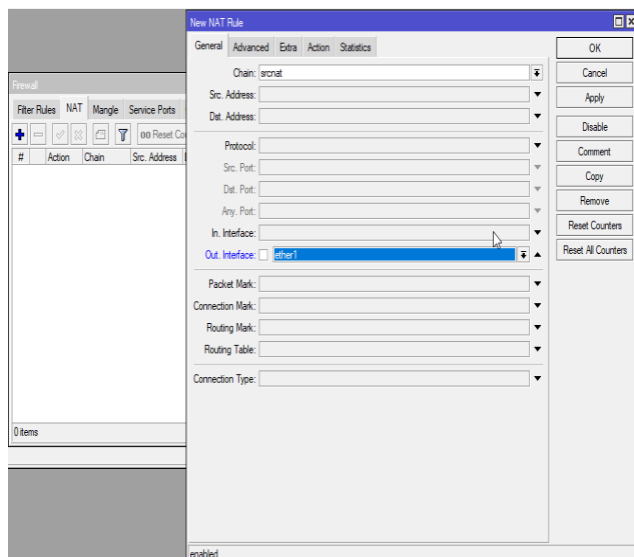 New NAT Rule
General Advanced Extra Action Statistics
Chain: srcnat
Src. Address:
Dst. Address:
Protocol:
Src. Port:
Dst. Port:
Any. Port:
In. Interface:
Out. Interface: ether1
Packet Mark:
Connection Mark:
Routing Mark:
Routing Table:
Connection Type:
enabled
OK
Cancel
Apply
Disable
Comment
Copy
Remove
Reset Counters
Reset All Counters
Firewall
Filter Rules NAT Mangle Service Ports
00 Reset Co
# Action Chain Src. Address
0 items